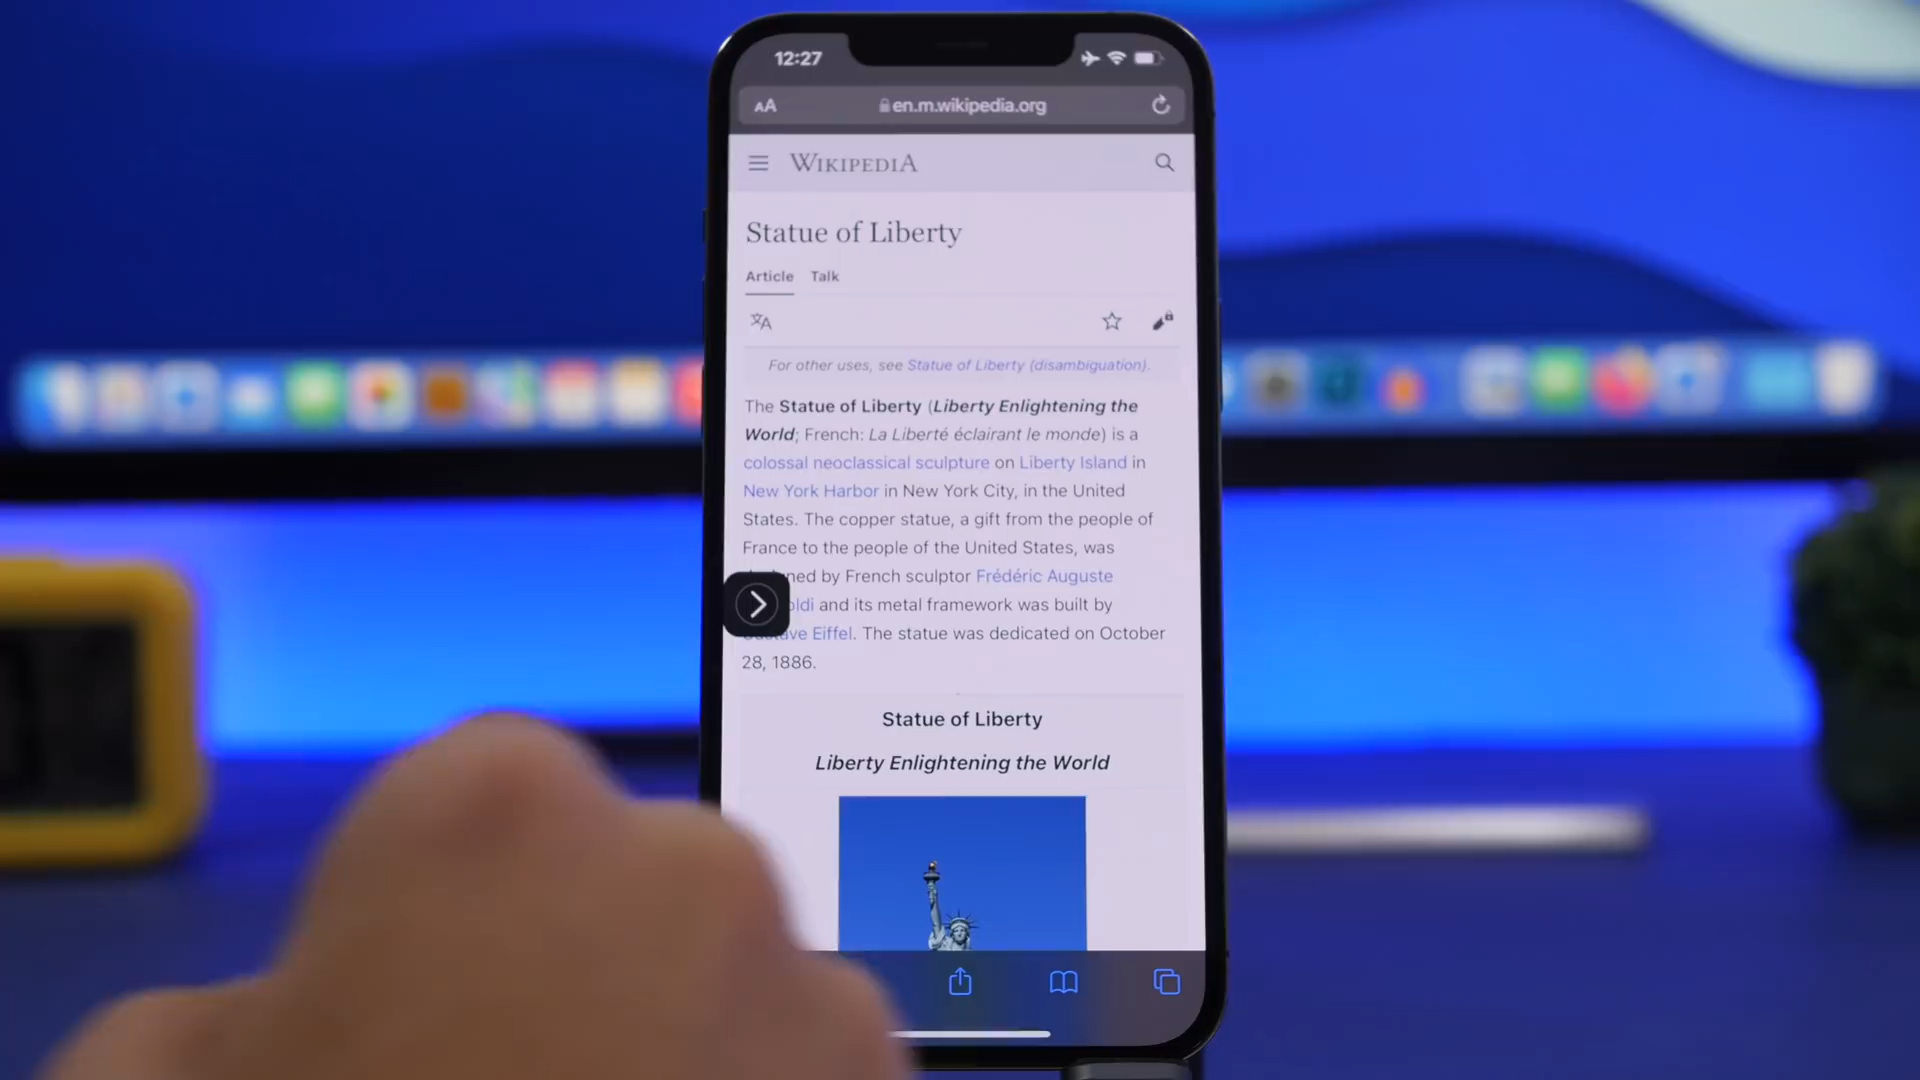 12:27
AA
en.m.wikipedia.org
WIKIPEDIA
Statue of Liberty
Article Talk
For other uses, see Statue of Liberty (disambiguation).
The Statue of Liberty (Liberty Enlightening the
World; French: La Liberté éclairant le monde) is a
colossal neoclassical sculpture on Liberty Island in
New York Harbor in New York City, in the United
States. The copper statue, a gift from the people of
France to the people of the United States, was
by French sculptor Frédéric Auguste
and its metal framework was built by
Eiffel. The statue was dedicated on October
28, 1886.
Statue of Liberty
Liberty Enlightening the World